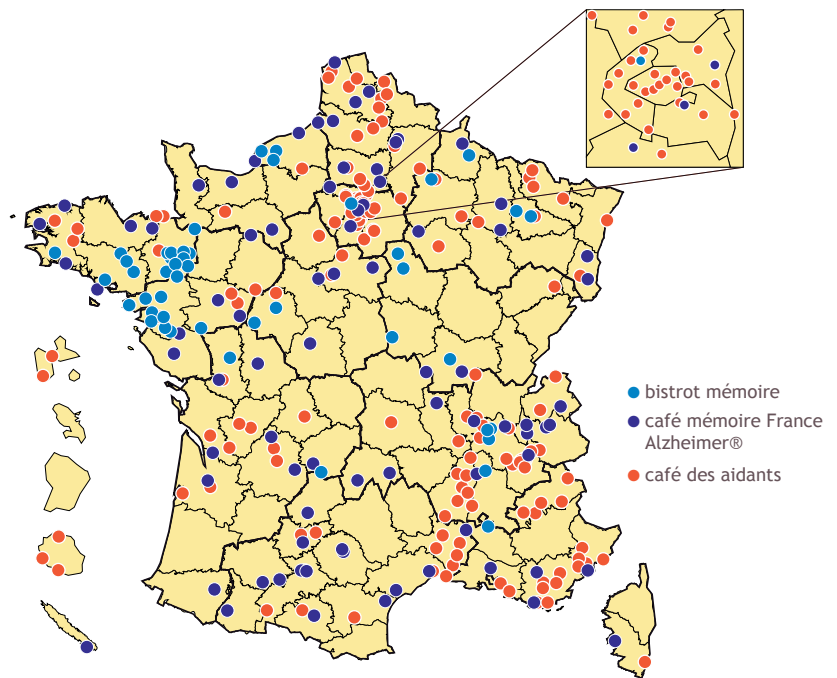 bistrot mémoire
café mémoire France
Alzheimer®
café des aidants